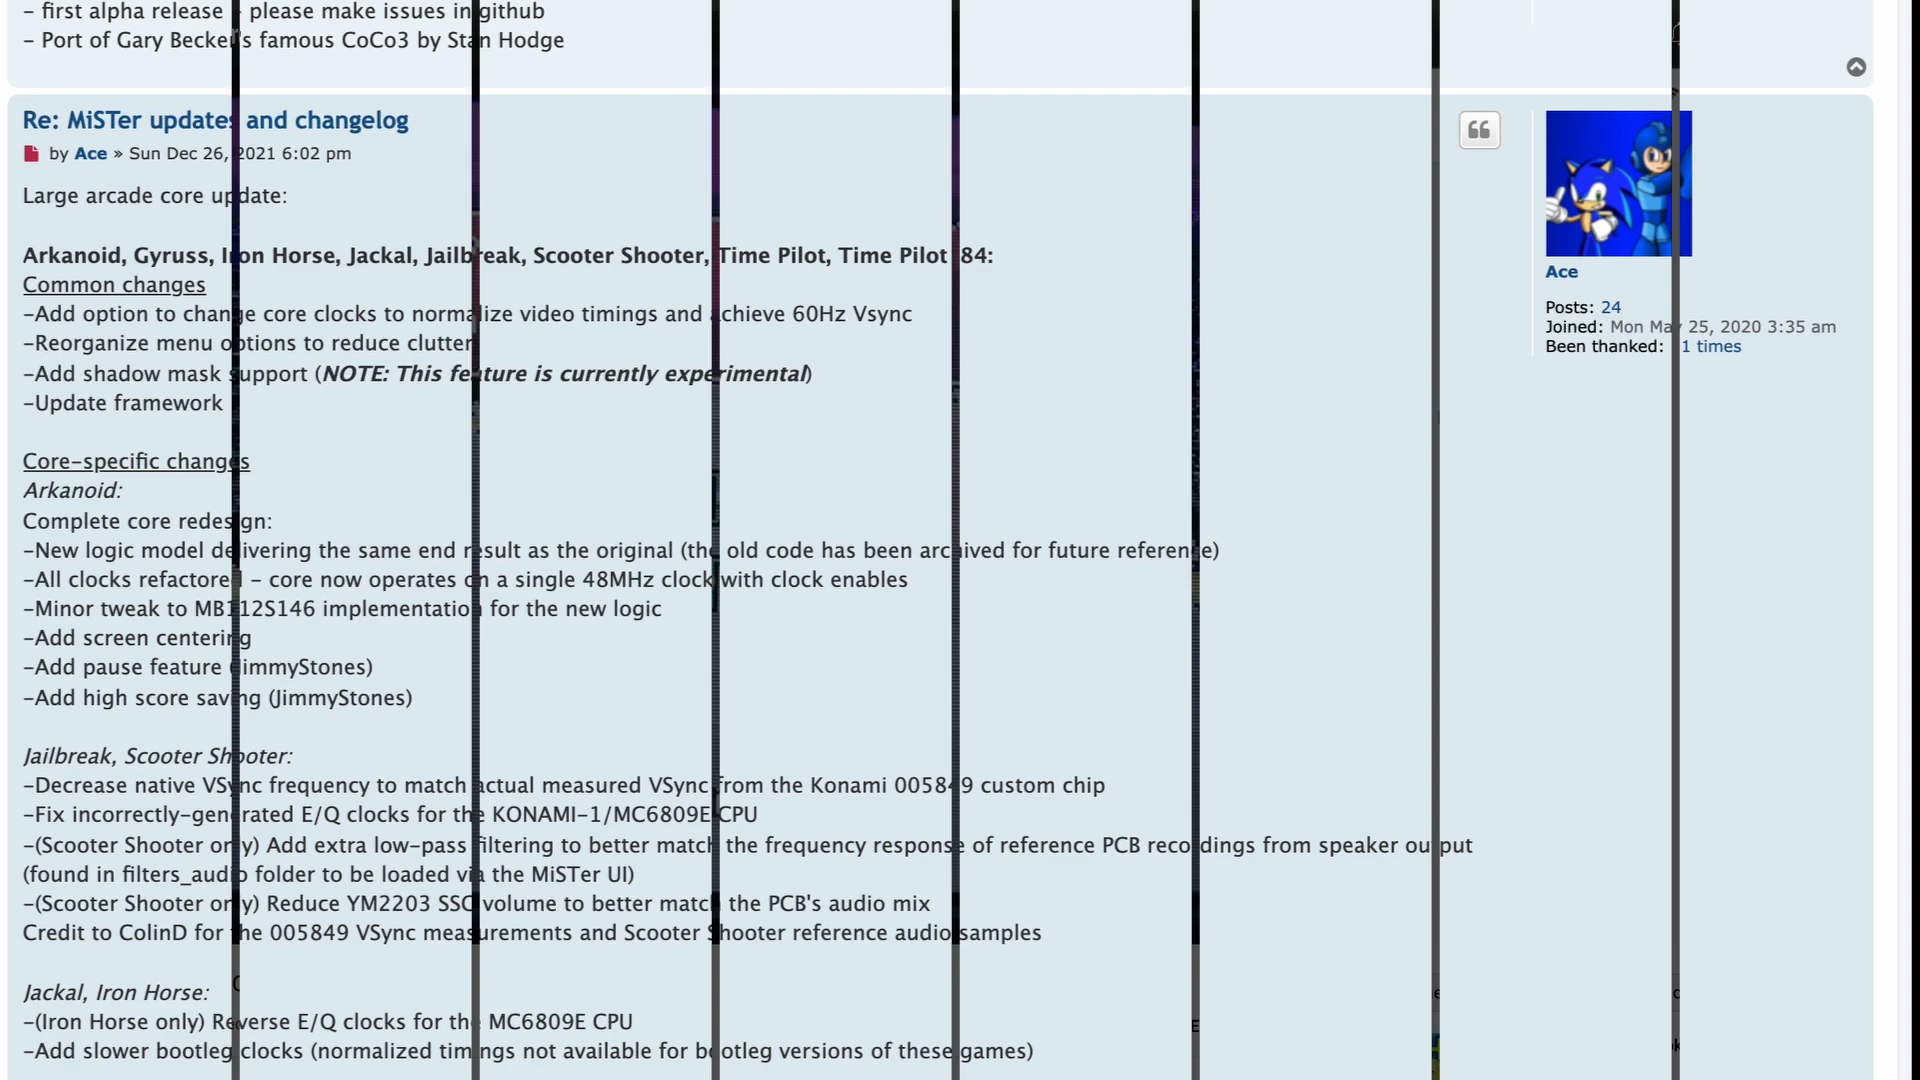 - first alpha release - please make issues in github
- Port of Gary Becker's famous CoCo3 by Stan Hodge
Re: MiSTer updates and changelog
by Ace » Sun Dec 26, 2021 6:02 pm
Large arcade core update:
Arkanoid, Gyruss, Iron Horse, Jackal, Jailbreak, Scooter Shooter, Time Pilot, Time Pilot '84:
Common changes
-Add option to change core clocks to normalize video timings and achieve 60Hz Vsync
-Reorganize menu options to reduce clutter
-Add shadow mask support (NOTE: This feature is currently experimental)
-Update framework
Core-specific changes
Arkanoid:
Complete core redesign:
-New logic model delivering the same end result as the original (the old code has been archived for future reference)
-All clocks refactored - core now operates on a single 48MHz clock with clock enables
-Minor tweak to MB112S146 implementation for the new logic
-Add screen centering
-Add pause feature (JimmyStones)
-Add high score saving (JimmyStones)
Jailbreak, Scooter Shooter:
-Decrease native VSync frequency to match actual measured VSync from the Konami 005849 custom chip
-Fix incorrectly-generated E/Q clocks for the KONAMI-1/MC6809E CPU
-(Scooter Shooter only) Add extra low-pass filtering to better match the frequency response of reference PCB recordings from speaker output
(found in filters_audio folder to be loaded via the MiSTer UI)
-(Scooter Shooter only) Reduce YM2203 SSG volume to better match the PCB's audio mix
Credit to ColinD for the 005849 VSync measurements and Scooter Shooter reference audio samples
Jackal, Iron Horse:
-(Iron Horse only) Reverse E/Q clocks for the MC6809E CPU
-Add slower bootleg clocks (normalized timings not available for bootleg versions of these games)
Ace
Posts: 24
Joined: Mon May 25, 2020 3:35 am
Been thanked: 1 times